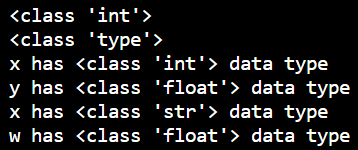 <class 'int'>
<class 'type'>
x has <class 'int'> data type
y has <class 'float'> data type
x has <class 'str'> data type
w has <class 'float'> data type